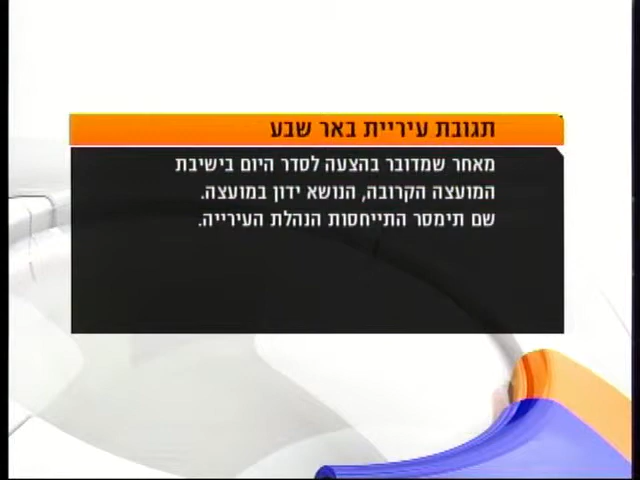 תגובת עיריית באר שבע
מאחר שמדובר בהצעה לסדר היום בישיבת
המועצה הקרובה, הנושא ידון במועצה.
שם תימסר התייחסות הנהלת העירייה.